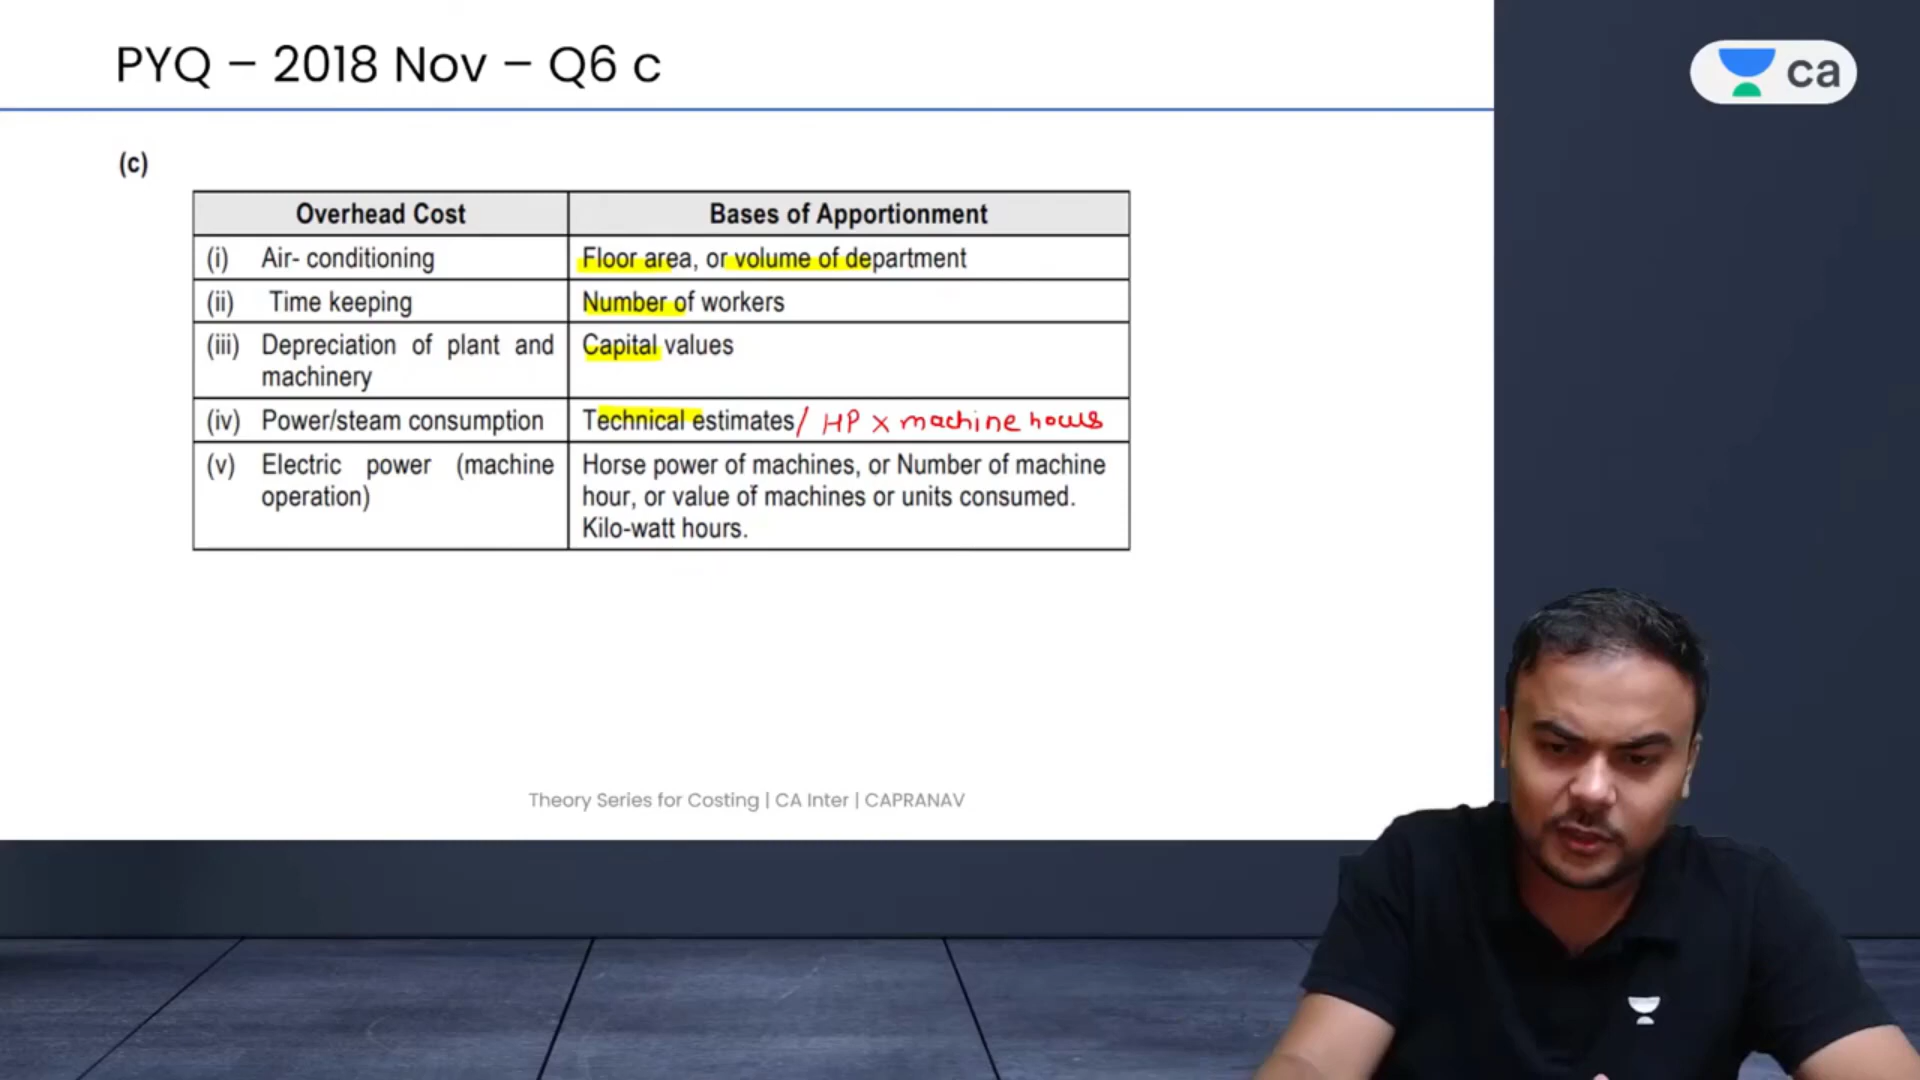 PYQ – 2018 Nov – Q6 c
ca
(c)
Overhead Cost Bases of Apportionment
(i) Air- conditioning Floor area, or volume of department
(ii) Time keeping Number of workers
(iii) Depreciation of plant and Capital values
machinery
(iv) Power/steam consumption Technical estimates/ HP x machine hours
(v) Electric power (machine Horse power of machines, or Number of machine
operation) hour, or value of machines or units consumed.
Kilo-watt hours.
Theory Series for Costing | CA Inter | CAPRANAV